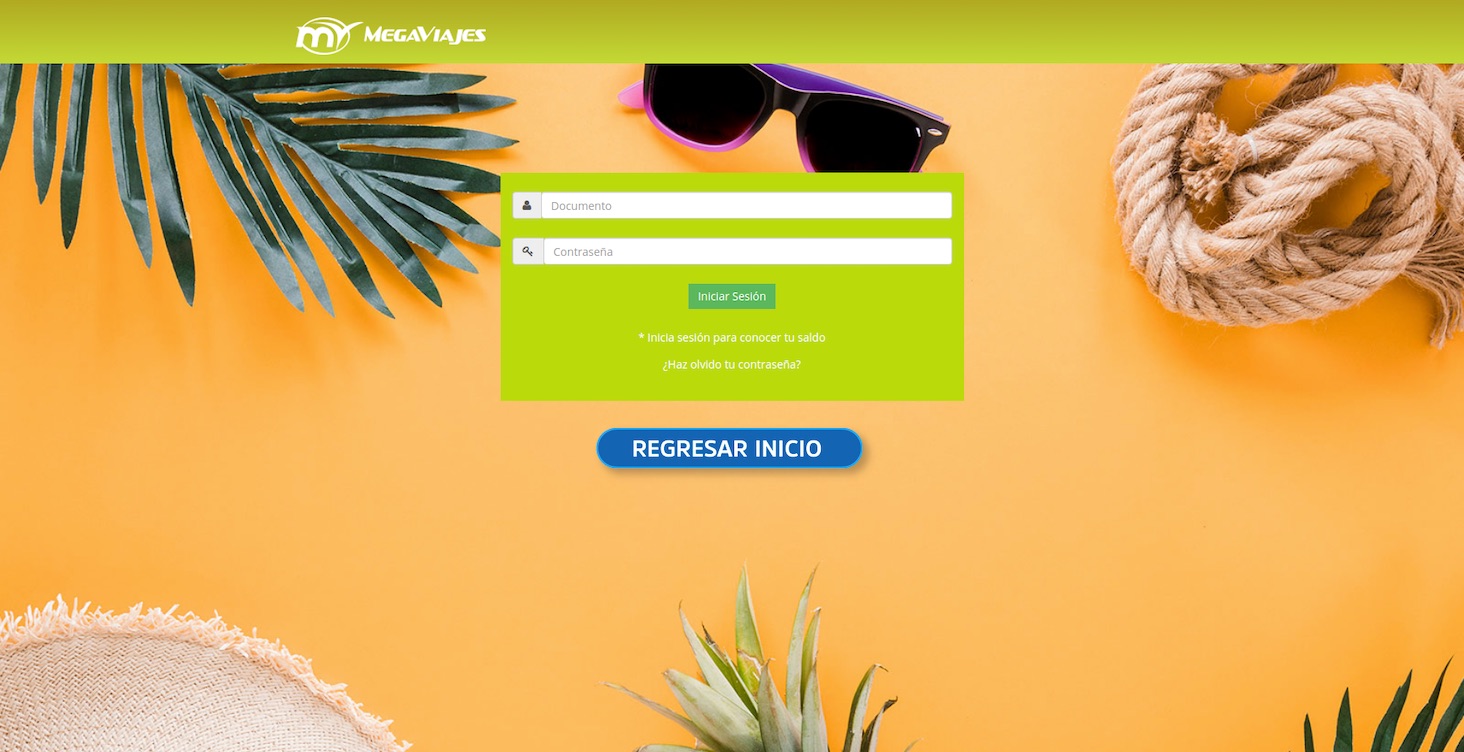 my MEGAVIAJES
Documento
Contraseña
Iniciar Sesión
* Inicia sesión para conocer tu saldo
¿Haz olvido tu contraseña?
REGRESAR INICIO